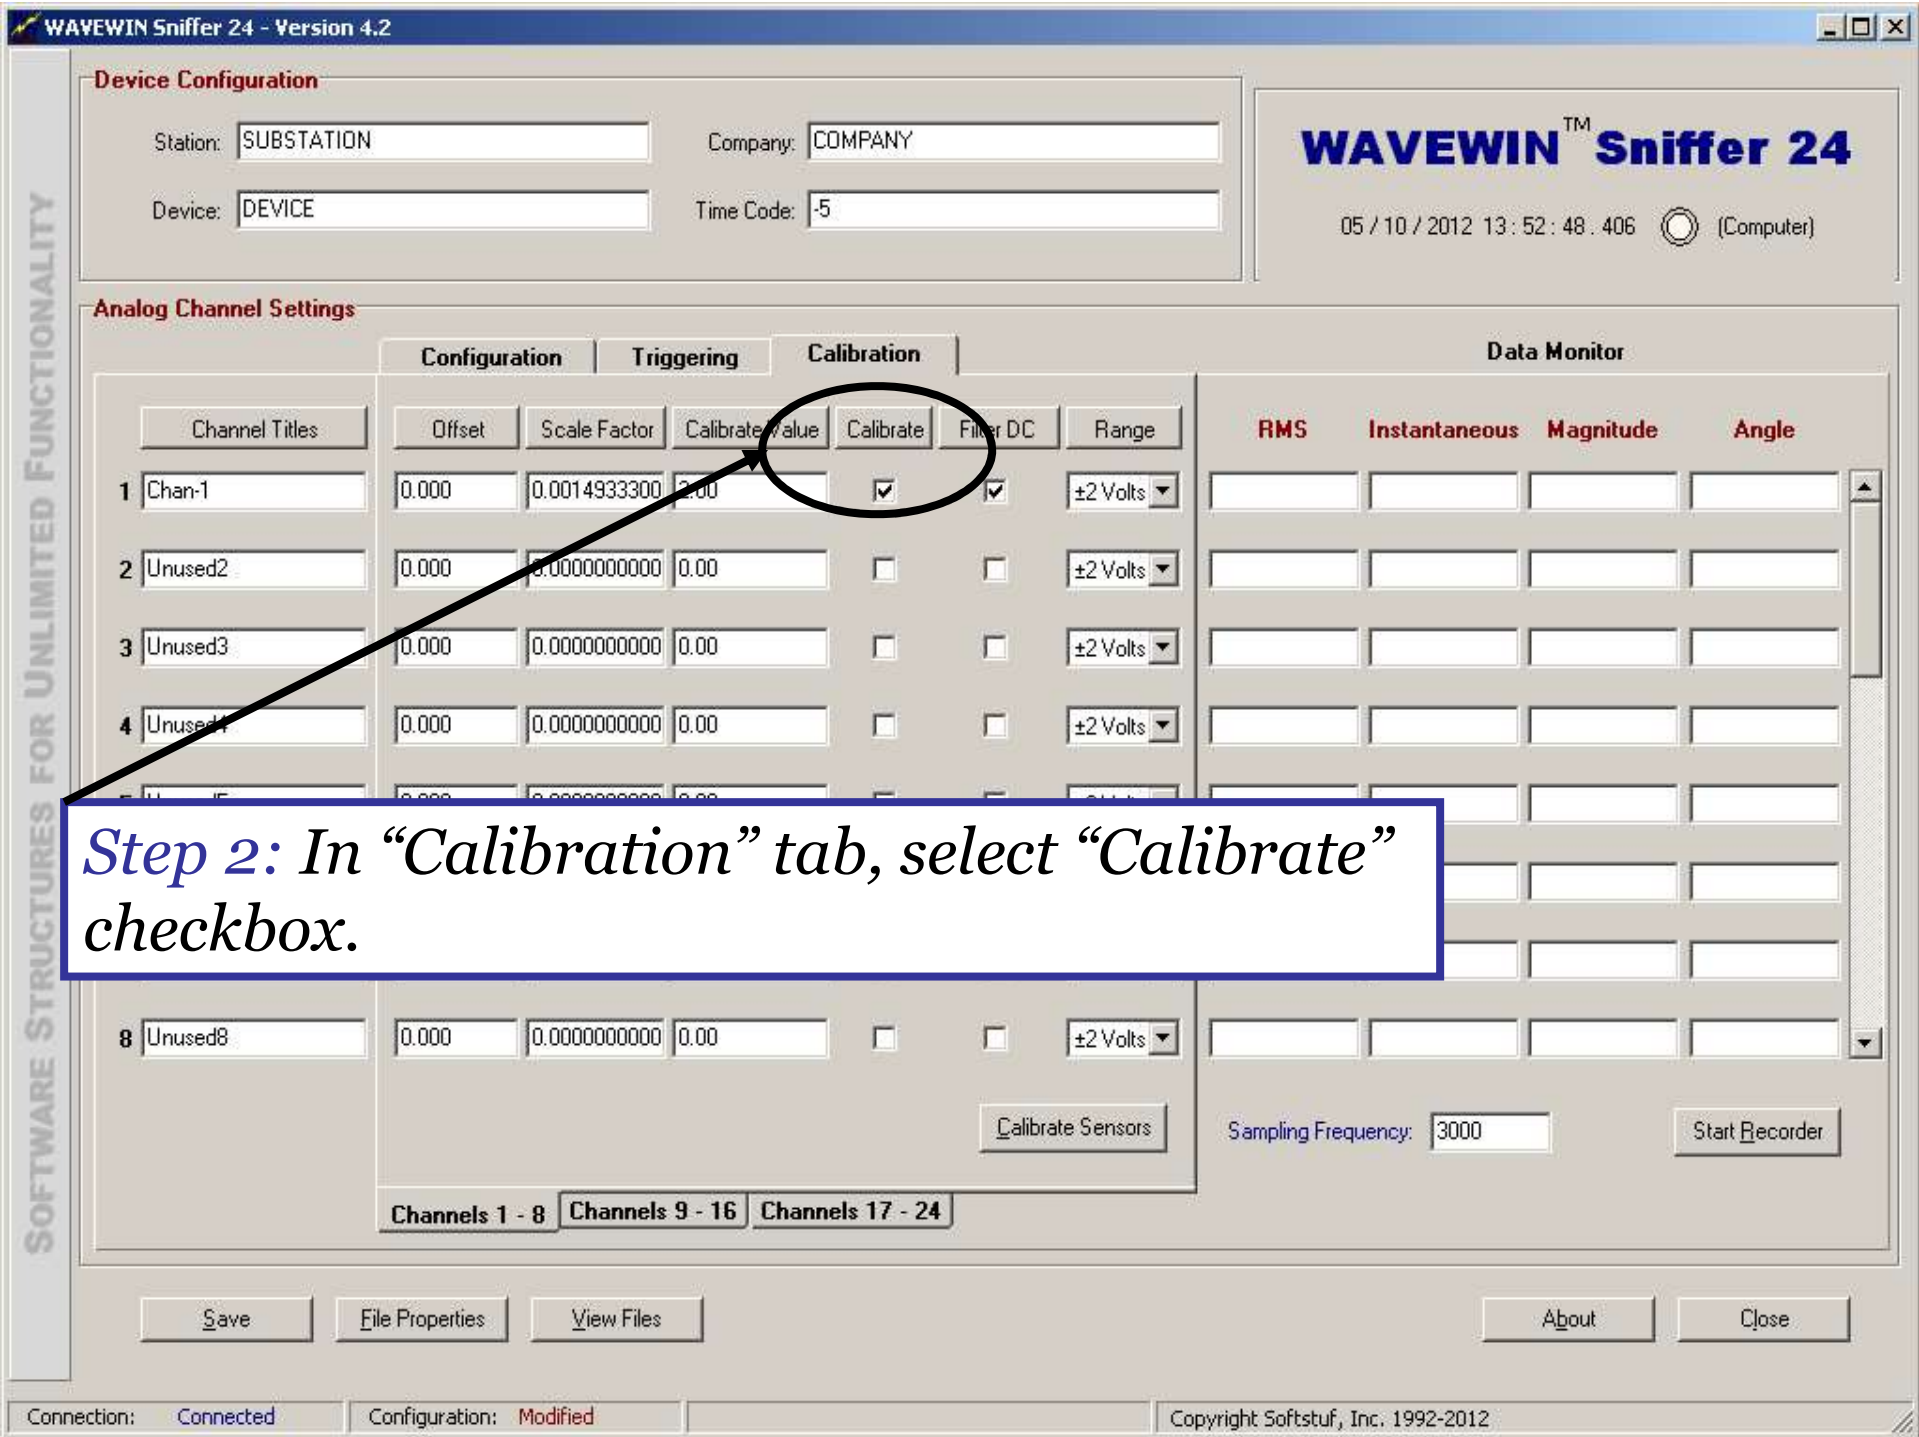 WAVEWIN Sniffer 24 - Version 4.2
SOFTWARE STRUCTURES FOR UNLIMITED FUNCTIONALITY
Device Configuration
Station: SUBSTATION Company: COMPANY
Device: DEVICE Time Code: -5
WAVEWIN™ Sniffer 24
05 / 10 / 2012 13 : 52 : 48 . 406 (Computer)
Analog Channel Settings
Configuration Triggering Calibration Data Monitor
Channel Titles Offset Scale Factor Calibrate Value Calibrate Filter DC Range RMS Instantaneous Magnitude Angle
1 Chan-1 0.000 0.0014933300 2.00 ±2 Volts
2 Unused2 0.000 0.0000000000 0.00 ±2 Volts
3 Unused3 0.000 0.0000000000 0.00 ±2 Volts
4 Unused4 0.000 0.0000000000 0.00 ±2 Volts
Step 2: In “Calibration” tab, select “Calibrate”
checkbox.
8 Unused8 0.000 0.0000000000 0.00 ±2 Volts
Calibrate Sensors Sampling Frequency: 3000 Start Recorder
Channels 1 - 8 Channels 9 - 16 Channels 17 - 24
Save File Properties View Files About Close
Connection: Connected Configuration: Modified Copyright Softstuf, Inc. 1992-2012